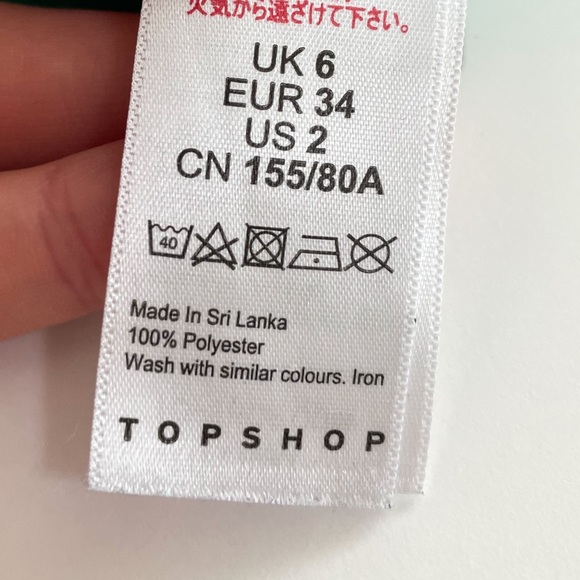 火気から遠ざけて下さい。
UK 6
EUR 34
US 2
CN 155/80A
40
Made In Sri Lanka
100% Polyester
Wash with similar colours. Iron
TOPSHOP